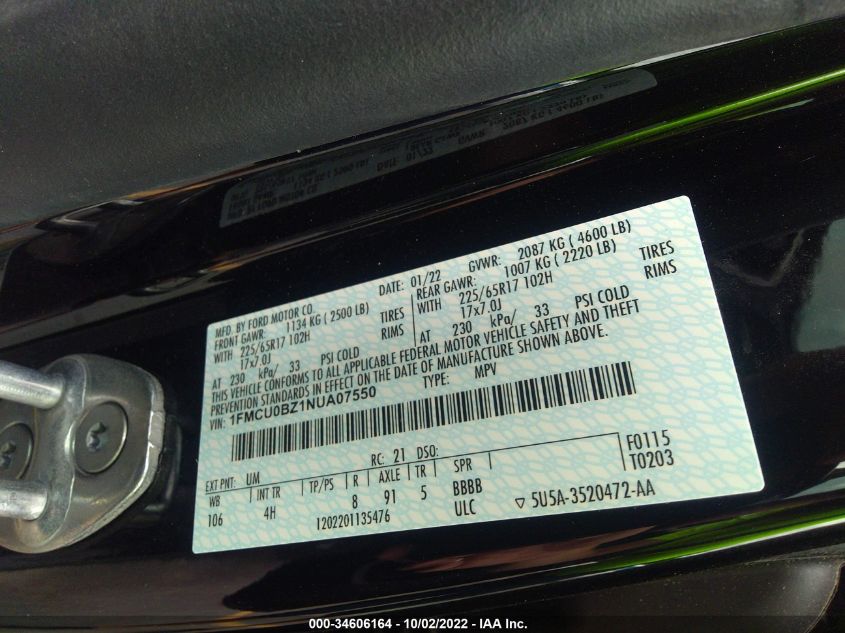 MFD. BY FORD MOTOR CO.
DATE: 01/22 GVWR: 2087 KG ( 4600 LB)
FRONT GAWR: 1134 KG ( 2500 LB) REAR GAWR: 1007 KG ( 2220 LB)
WITH 225/65R17 102H TIRES WITH 225/65R17 102H TIRES
17x7.0J RIMS 17x7.0J RIMS
AT 230 kPa/ 33 PSI COLD AT 230 kPa/ 33 PSI COLD
THIS VEHICLE CONFORMS TO ALL APPLICABLE FEDERAL MOTOR VEHICLE SAFETY AND THEFT
PREVENTION STANDARDS IN EFFECT ON THE DATE OF MANUFACTURE SHOWN ABOVE.
VIN: 1FMCU0BZ1NUA07550 TYPE: MPV
EXT PNT: UM RC: 21 DSO: F0115
WB INT TR TP/PS R AXLE TR SPR T0203
106 4H 8 91 5 BBBB
1202201135476 ULC ▽ 5U5A-3520472-AA
000-34606164 - 10/02/2022 - IAA Inc.